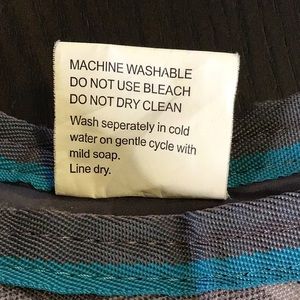 MACHINE WASHABLE
DO NOT USE BLEACH
DO NOT DRY CLEAN
Wash seperately in cold
water on gentle cycle with
mild soap.
Line dry.